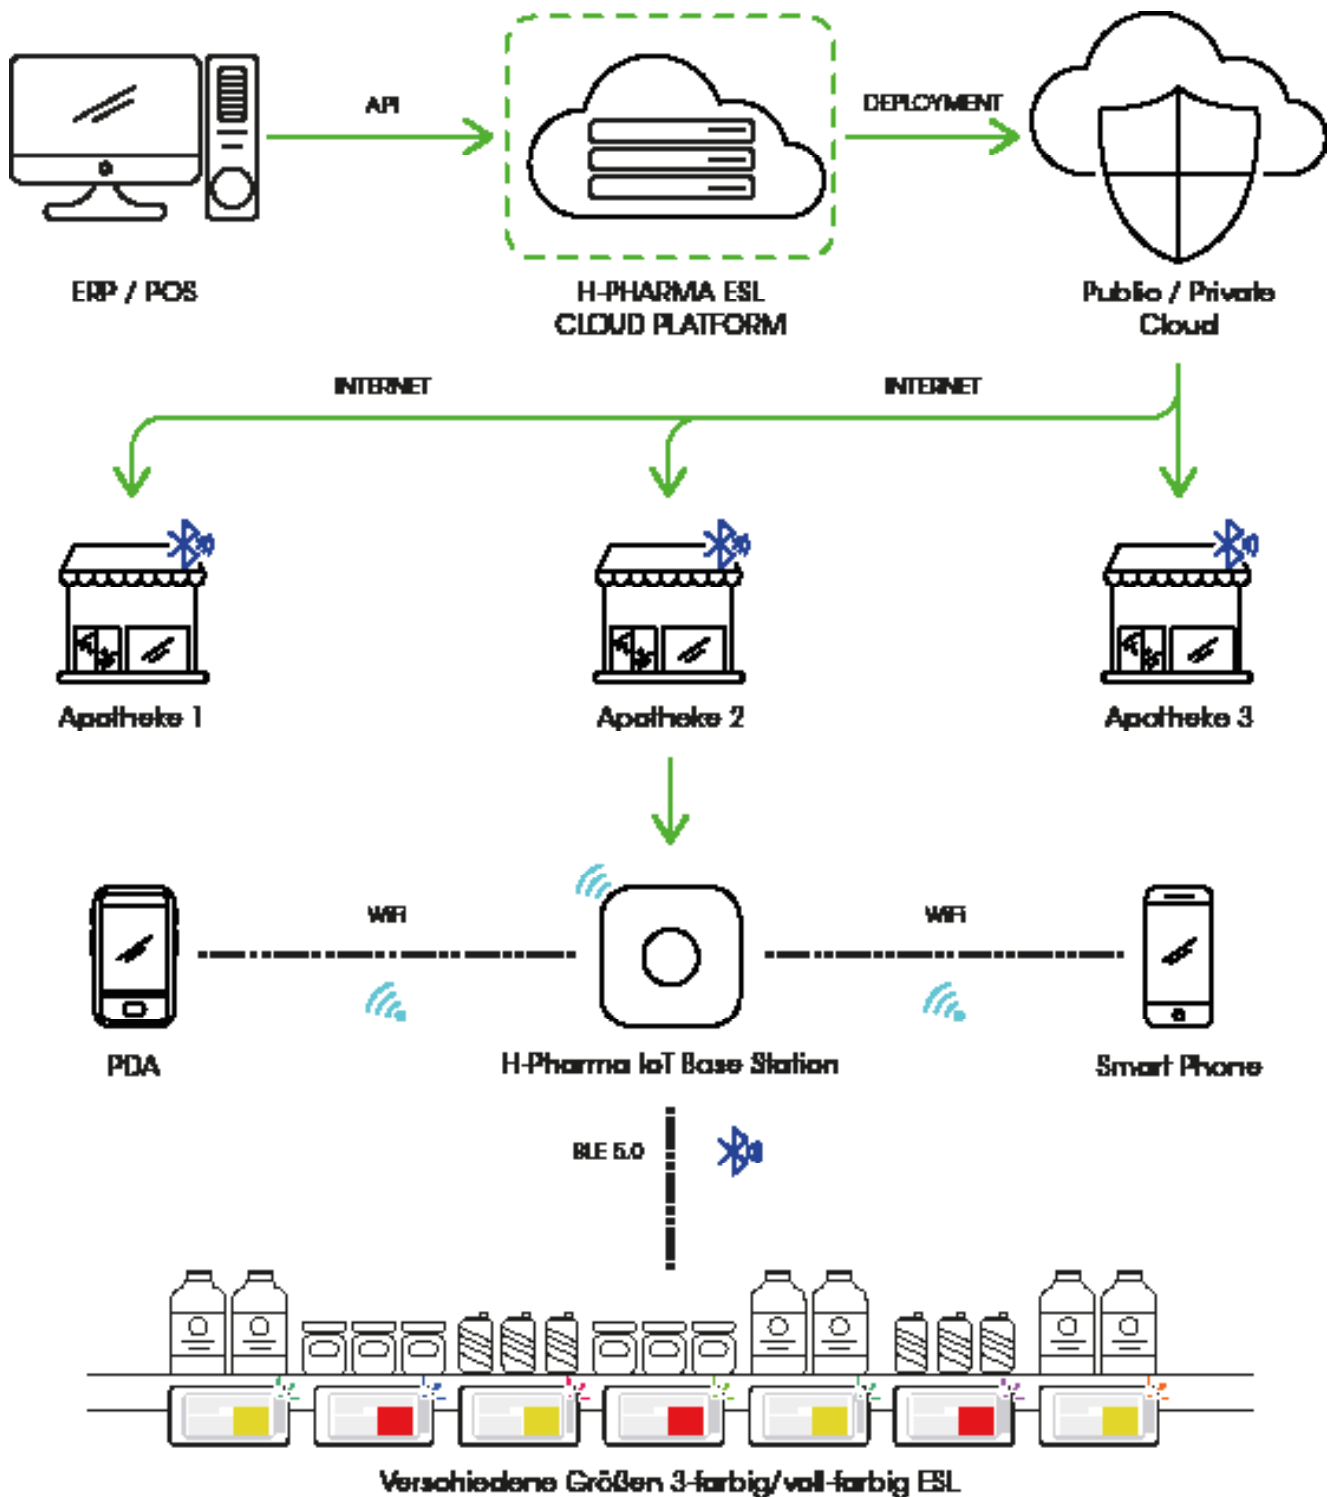 API
DEPLOYMENT
ERP / POS
H-PHARMA ESL
CLOUD PLATFORM
Public / Private
Cloud
INTERNET
INTERNET
Apotheke 1
Apotheke 2
Apotheke 3
WiFi
WiFi
PDA
H-Pharma IoT Base Station
Smart Phone
BLE 5.0
Verschiedene Größen 3-farbig/voll-farbig ESL